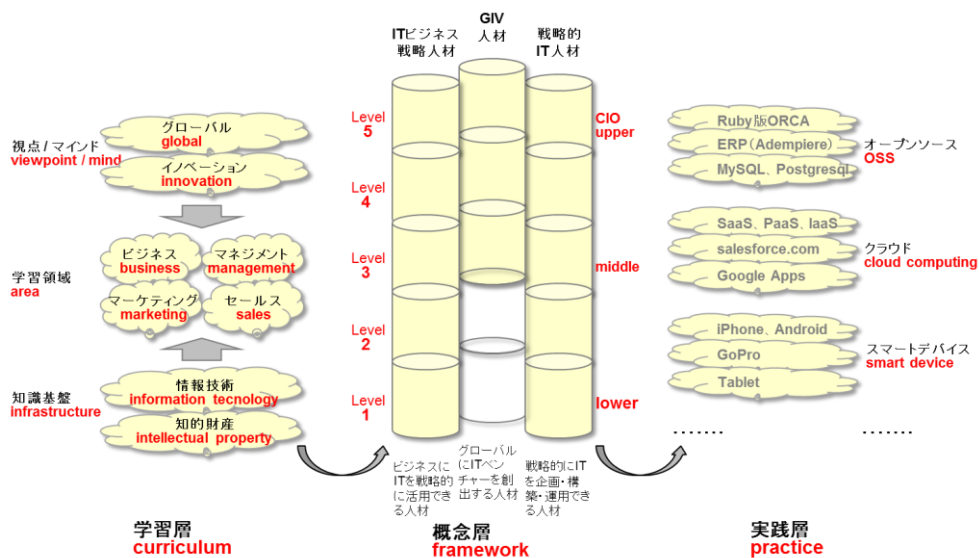 ITビジネス
戦略人材
GIV
人材
戦略的
IT人材
視点/マインド
viewpoint / mind
グローバル
global
イノベーション
innovation
学習領域
area
ビジネス
business
マネジメント
management
マーケティング
marketing
セールス
sales
知識基盤
infrastructure
情報技術
information tecnology
知的財産
intellectual property
Level
5
Level
4
Level
3
Level
2
Level
1
CIO
upper
middle
lower
ビジネスに
ITを戦略的
に活用でき
る人材
グローバル
にITベン
チャーを創
出する人材
戦略的にIT
を企画・構
築・運用でき
る人材
Ruby版ORCA
ERP(Adempiere)
MySQL、Postgresql
オープンソース
OSS
SaaS、PaaS、IaaS
salesforce.com
Google Apps
クラウド
cloud computing
iPhone、Android
GoPro
Tablet
スマートデバイス
smart device
.......
.......
学習層
curriculum
概念層
framework
実践層
practice